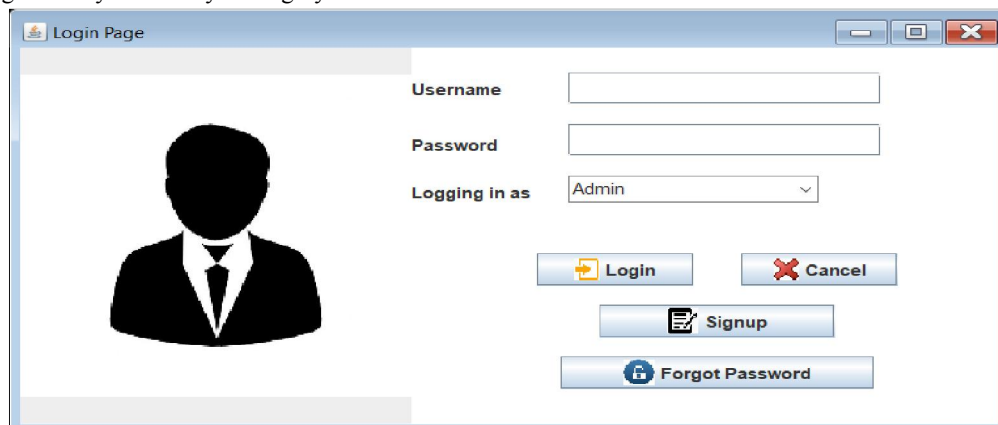 Login Page
Username
Password
Logging in as Admin
Login Cancel
Signup
Forgot Password